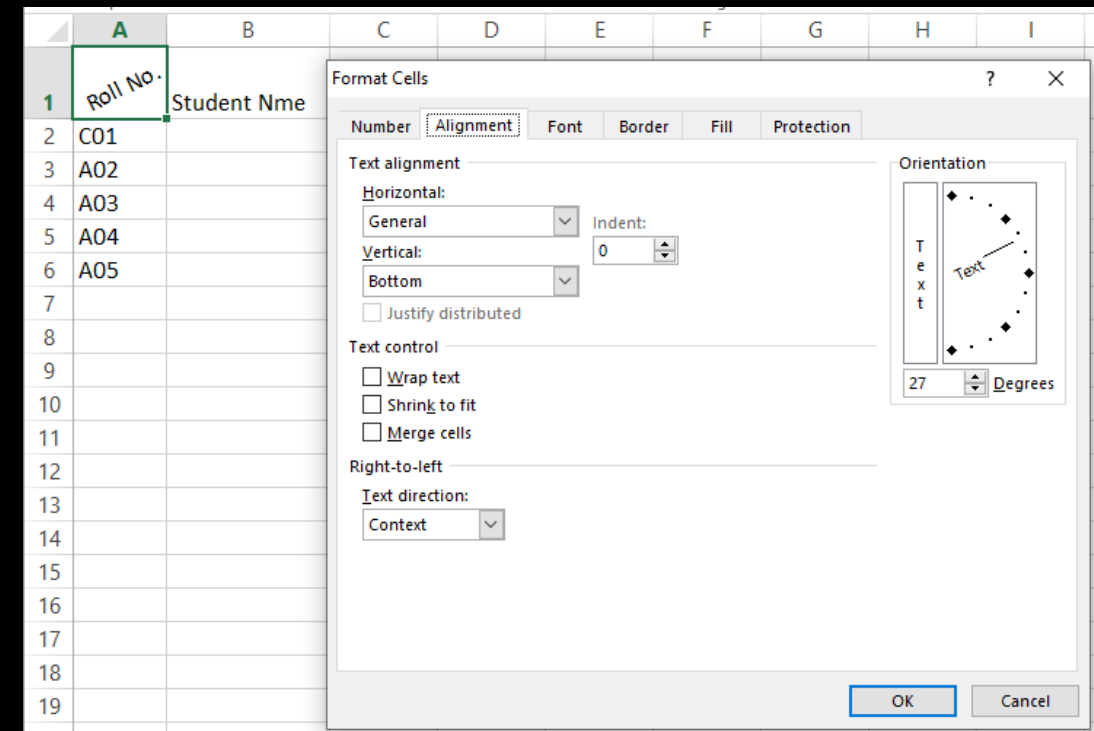 A B C D E F G H I
1 Roll No. Student Nme
2 C01
3 A02
4 A03
5 A04
6 A05
7
8
9
10
11
12
13
14
15
16
17
18
19
Format Cells ? ×
Number Alignment Font Border Fill Protection
Text alignment
Horizontal:
General
Indent:
0
Vertical:
Bottom
Justify distributed
Text control
Wrap text
Shrink to fit
Merge cells
Right-to-left
Text direction:
Context
Orientation
Text
Text
27 Degrees
OK Cancel